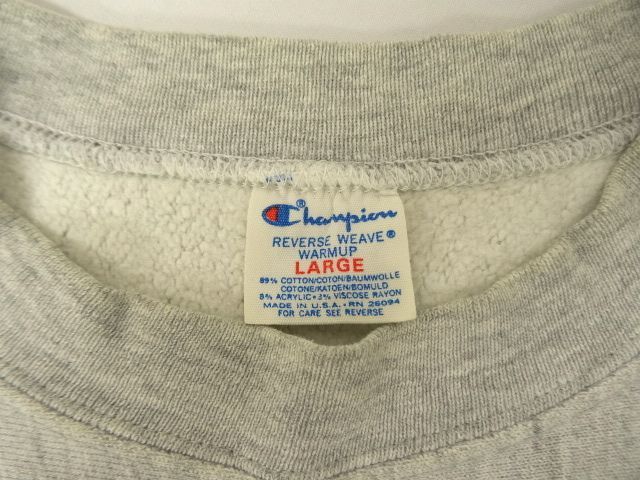 Champion®
REVERSE WEAVE®
WARMUP
LARGE
89% COTTON/COTON/BAUMWOLLE
COTONE/KATOEN/BOMULD
8% ACRYLIC • 3% VISCOSE RAYON
MADE IN U.S.A. • RN 26094
FOR CARE SEE REVERSE